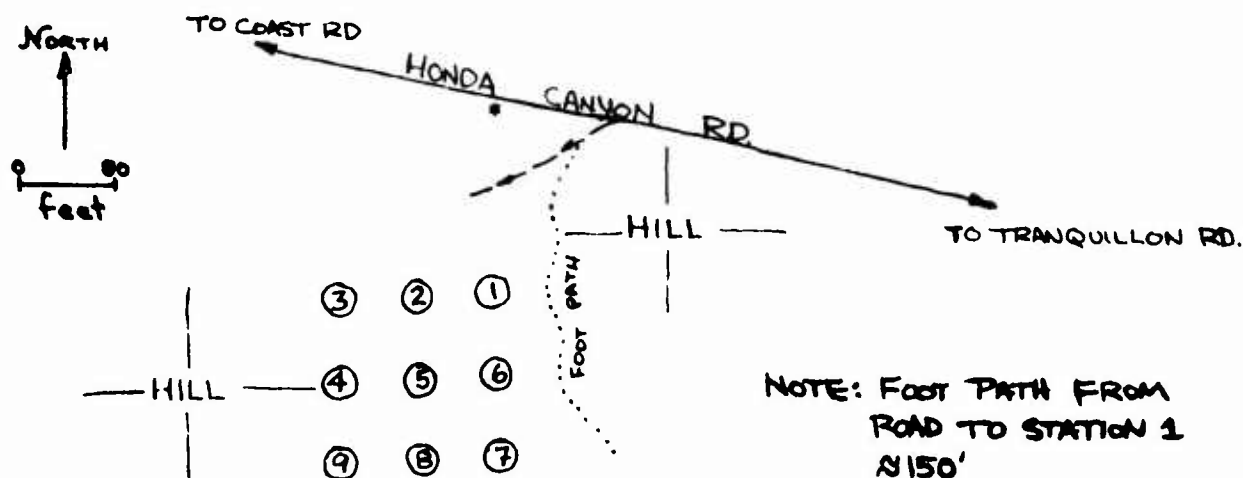 TO COAST RD
NORTH
HONDA CANYON RD.
0
feet
HILL
TO TRANQUILLON RD.
FOOT PATH
③ ② ①
④ ⑤ ⑥
HILL
⑨ ⑧ ⑦
NOTE: FOOT PATH FROM
ROAD TO STATION 1
≈150'